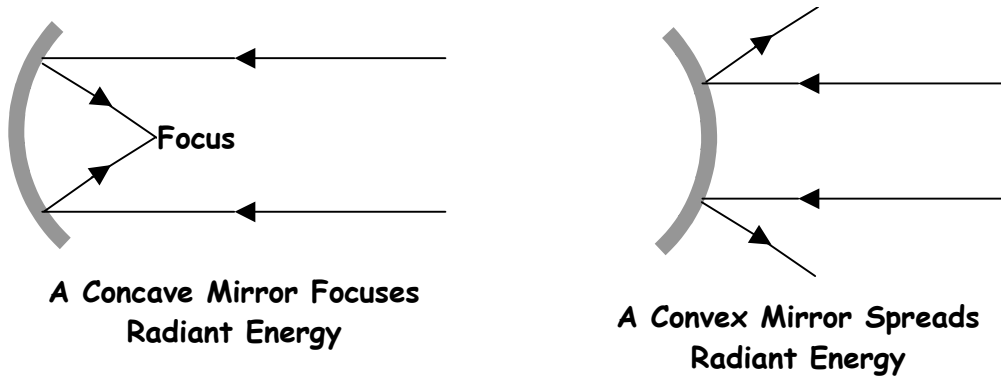 Focus
A Concave Mirror Focuses
Radiant Energy
A Convex Mirror Spreads
Radiant Energy